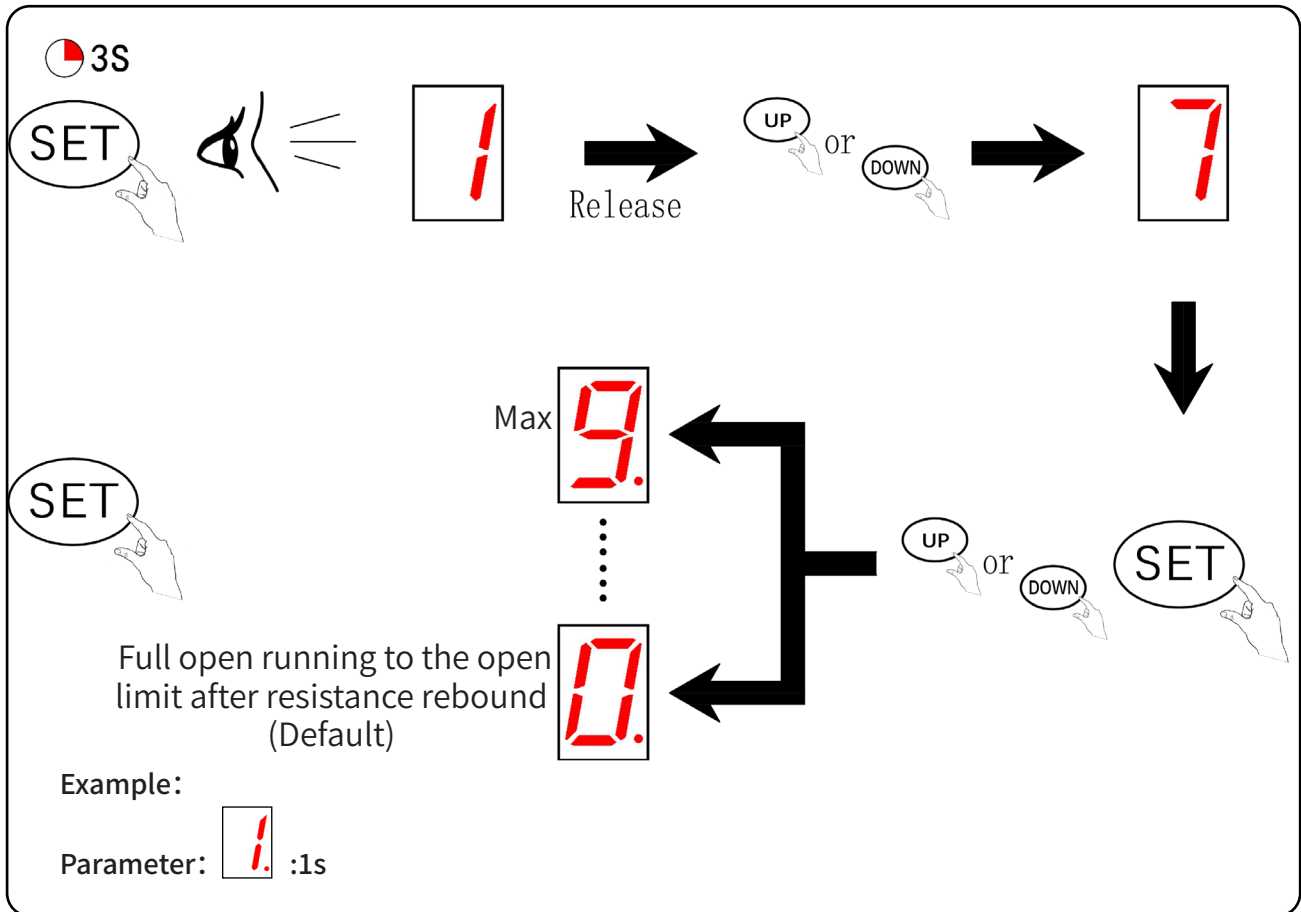 3S
SET
1
Release
UP
or
DOWN
7
Max
9.
SET
UP
or
DOWN
SET
Full open running to the open
limit after resistance rebound
(Default)
0.
Example:
Parameter: 1. :1s